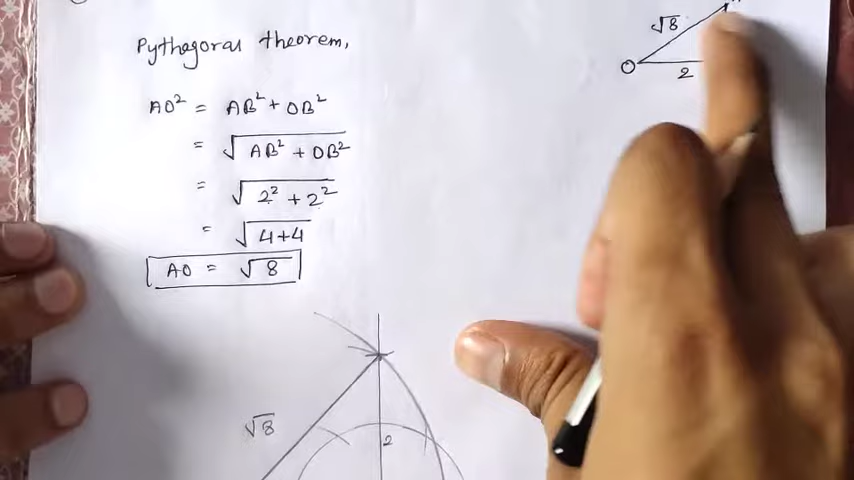 Pythagoras theorem,
AO² = AB² + OB²
= √AB² + OB²
= √2² + 2²
= √4+4
AO = √8
√8
O
2
√8
2